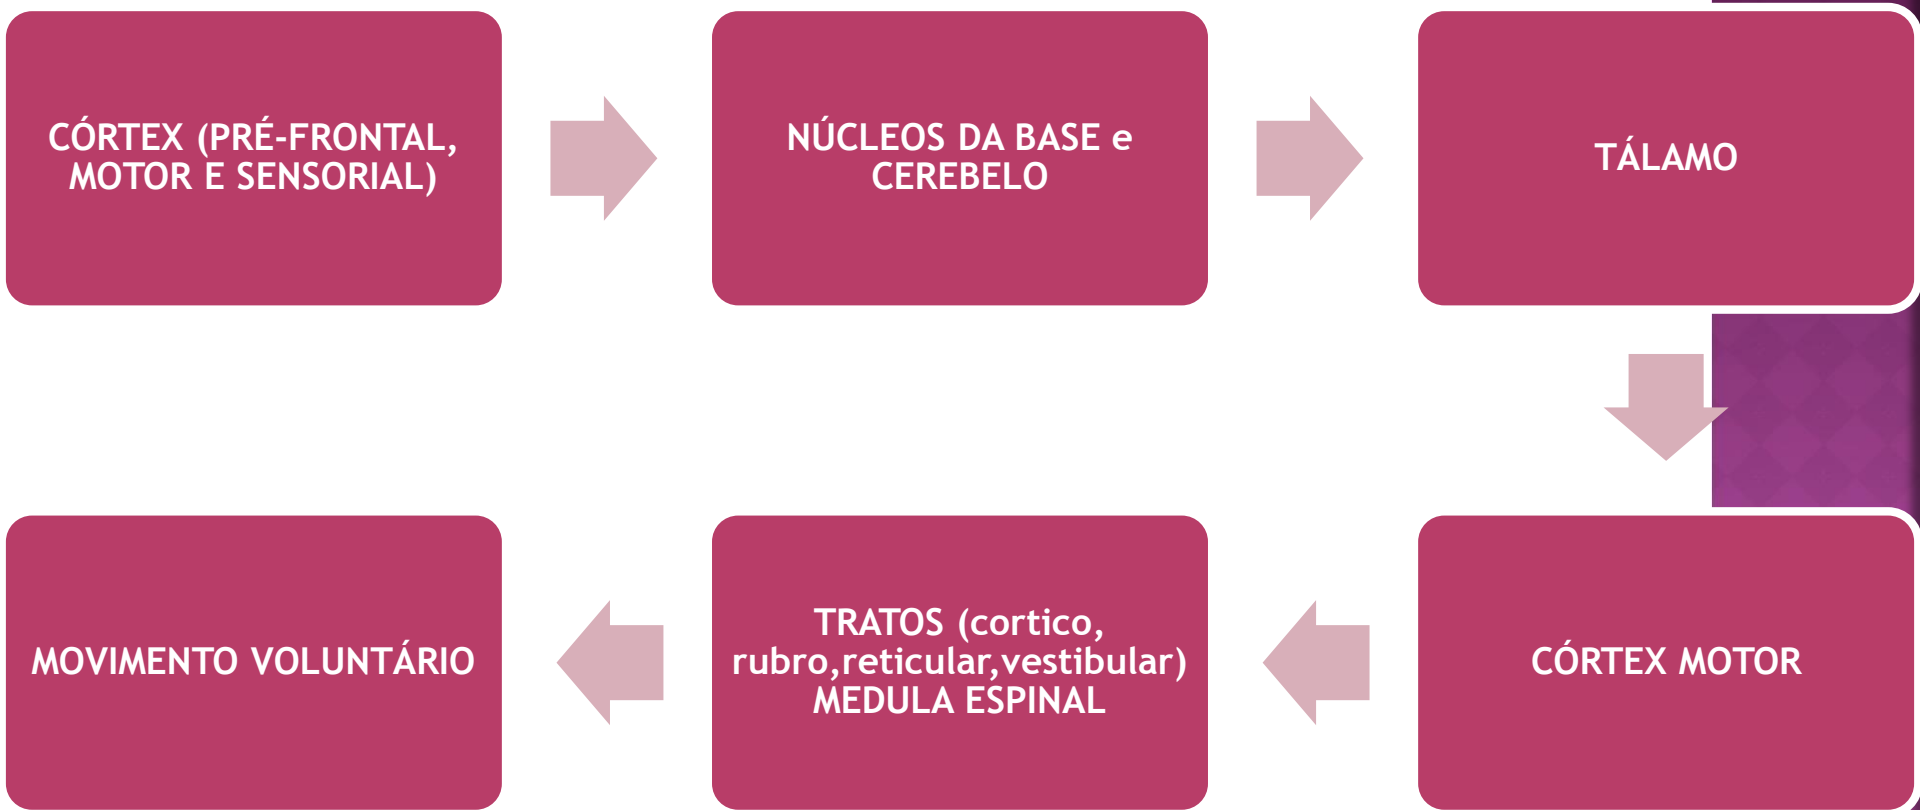 CÓRTEX (PRÉ-FRONTAL,
MOTOR E SENSORIAL)
NÚCLEOS DA BASE e
CEREBELO
TÁLAMO
CÓRTEX MOTOR
TRATOS (cortico,
rubro,reticular,vestibular)
MEDULA ESPINAL
MOVIMENTO VOLUNTÁRIO